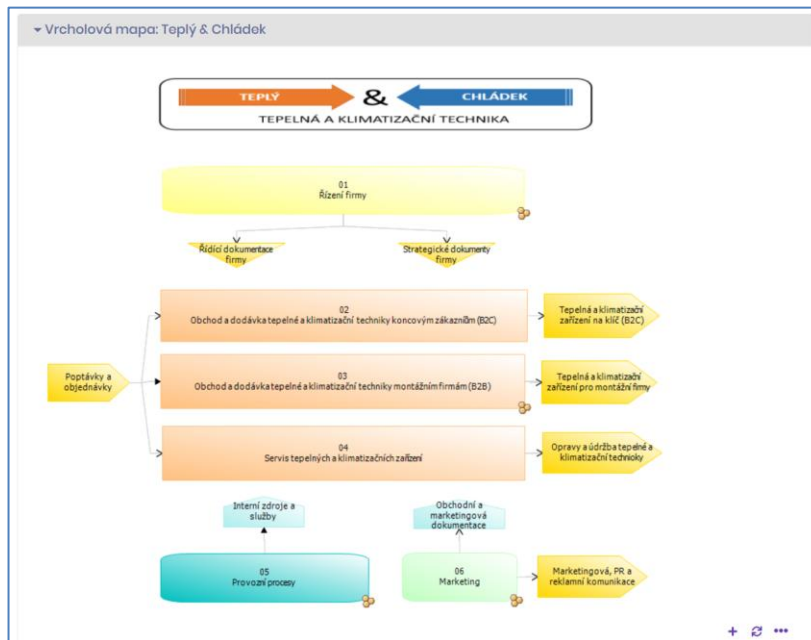 Vrcholová mapa: Teplý & Chládek
TEPLÝ & CHLÁDEK
TEPELNÁ A KLIMATIZAČNÍ TECHNIKA
01
Řízení firmy
Řídící dokumentace
firmy
Strategické dokumenty
firmy
02
Obchod a dodávka tepelné a klimatizační techniky koncovým zákazníům (B2C)
Tepelná a klimatizační
zařízení na klíč (B2C)
Poptávky a
objednávky
03
Obchod a dodávka tepelné a klimatizační techniky montážním firmám (B2B)
Tepelná a klimatizační
zařízení pro montážní firmy
04
Servis tepelných a klimatizačních zařízení
Opravy a údržba tepelné a
klimatizační technioky
Interní zdroje a
služby
Obchodní a
marketingová
dokumentace
05
Provozní procesy
06
Marketing
Marketingová, PR a
reklamní komunikace